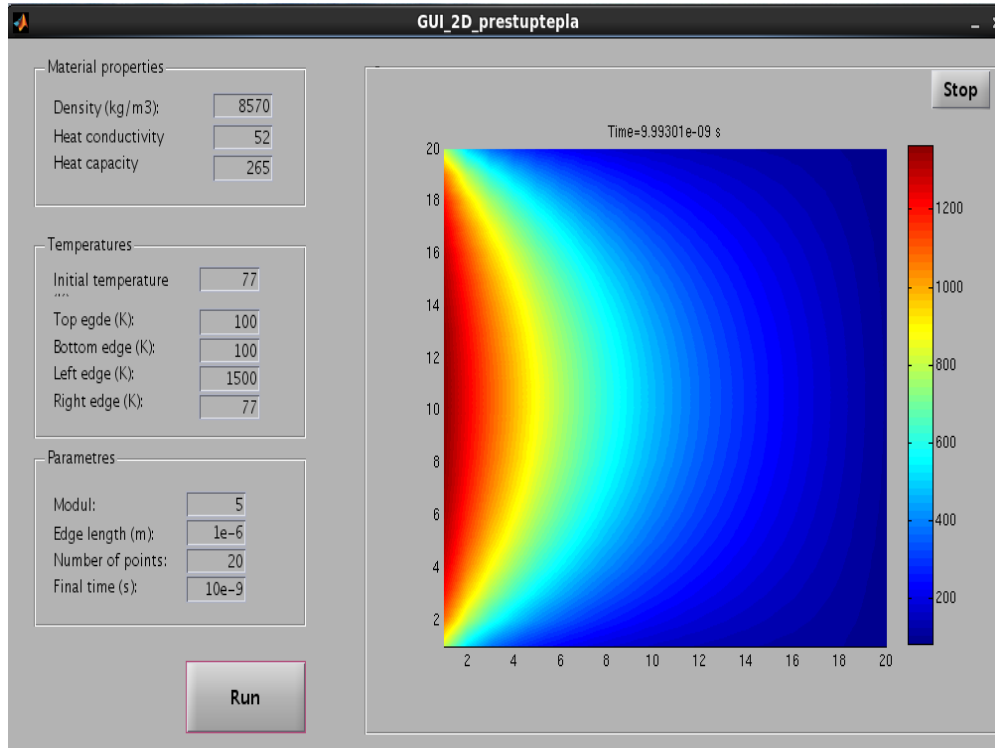 GUI_2D_prestuptepla
Material properties
Density (kg/m3): 8570
Heat conductivity 52
Heat capacity 265
Temperatures
Initial temperature 77
Top egde (K): 100
Bottom edge (K): 100
Left edge (K): 1500
Right edge (K): 77
Parametres
Modul: 5
Edge length (m): 1e-6
Number of points: 20
Final time (s): 10e-9
Run
Stop
Time=9.99301e-09 s
20
18
16
14
12
10
8
6
4
2
2 4 6 8 10 12 14 16 18 20
1200
1000
800
600
400
200